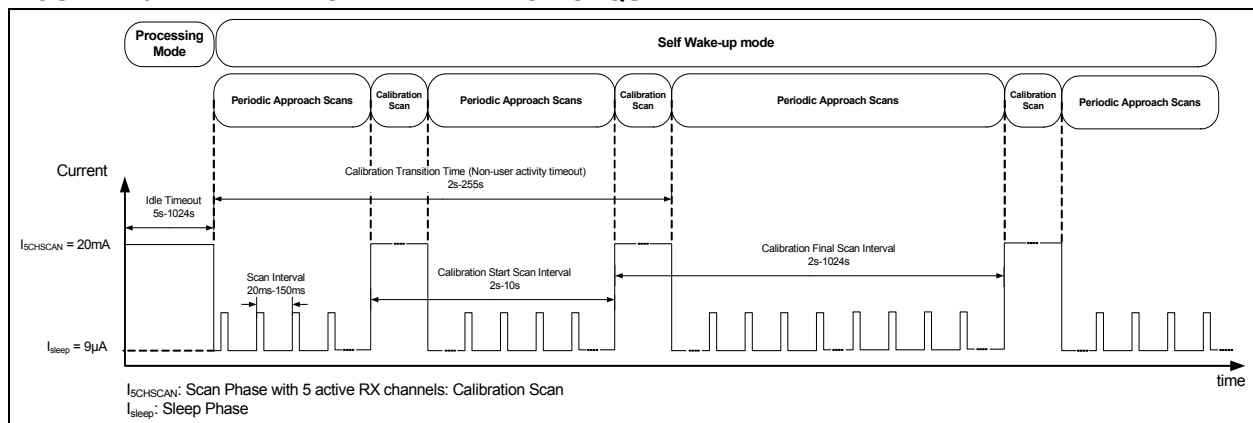 Processing
Mode
Self Wake-up mode
Periodic Approach Scans
Calibration
Scan
Periodic Approach Scans
Calibration
Scan
Periodic Approach Scans
Calibration
Scan
Periodic Approach Scans
Current
Calibration Transition Time (Non-user activity timeout)
2s-255s
Idle Timeout
5s-1024s
I5CHSCAN = 20mA
Scan Interval
20ms-150ms
Calibration Start Scan Interval
2s-10s
Calibration Final Scan Interval
2s-1024s
Isleep = 9µA
time
I5CHSCAN: Scan Phase with 5 active RX channels: Calibration Scan
Isleep: Sleep Phase